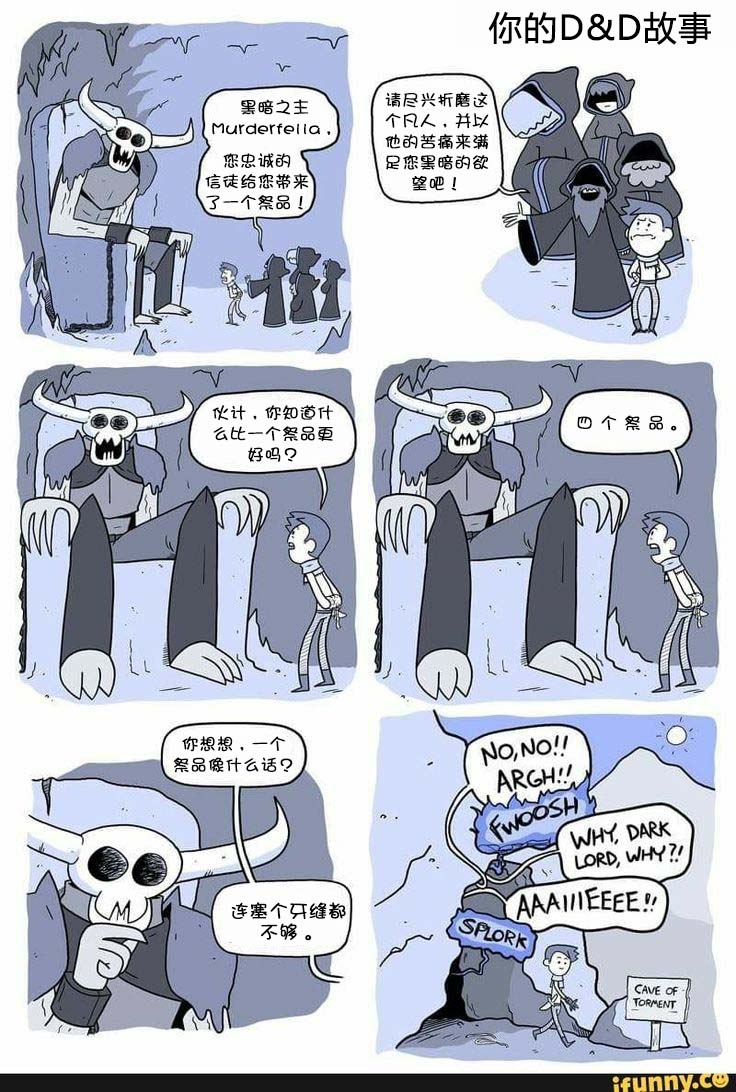 你的D&D故事
黑暗之主
Murderfella，
您忠诚的
信徒给您带来
了一个祭品！
请尽兴折磨这
个凡人，并以
他的苦痛来满
足您黑暗的欲
望吧！
伙计，你知道什
么比一个祭品更
好吗？
四个祭品。
你想想，一个
祭品像什么话？
连塞个牙缝都
不够。
NO, NO!!
ARGH!!
FWOOSH
WHY, DARK
LORD, WHY?!
AAAIIIEEEE!!
SPLORK
CAVE OF
TORMENT
ifunny.co